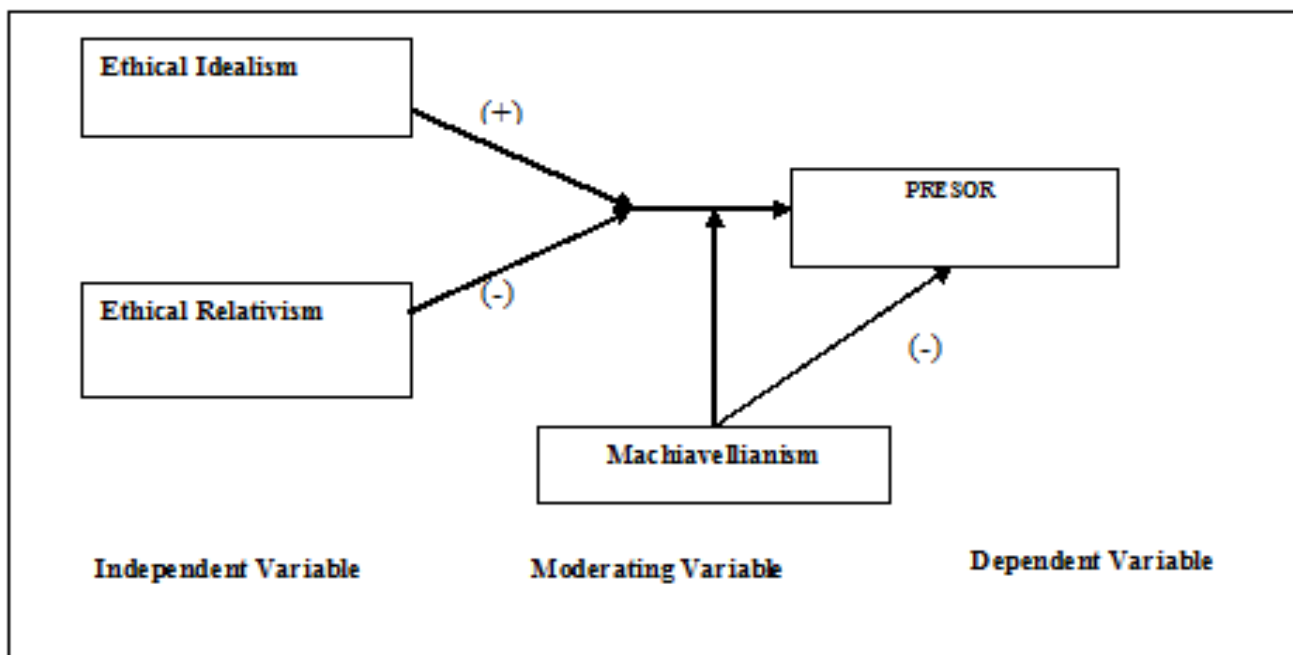 Ethical Idealism
(+)
PRESOR
Ethical Relativism
(-)
(-)
Machiavellianism
Independent Variable
Moderating Variable
Dependent Variable